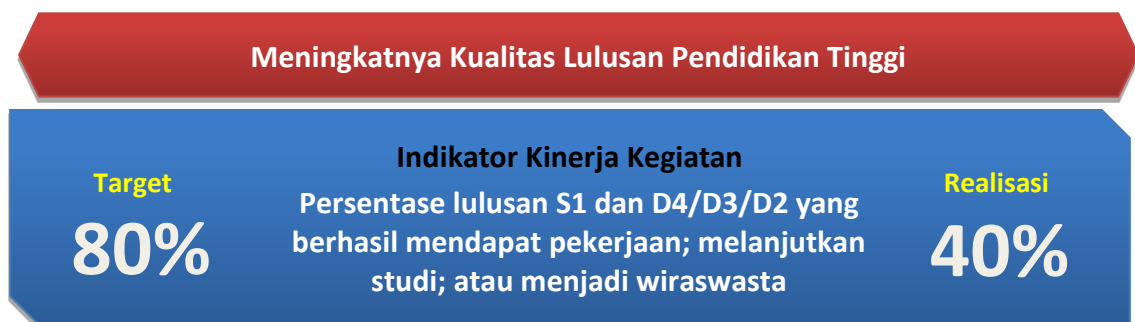 Meningkatnya Kualitas Lulusan Pendidikan Tinggi
Indikator Kinerja Kegiatan
Target
80%
Persentase lulusan S1 dan D4/D3/D2 yang
berhasil mendapat pekerjaan; melanjutkan
studi; atau menjadi wiraswasta
Realisasi
40%